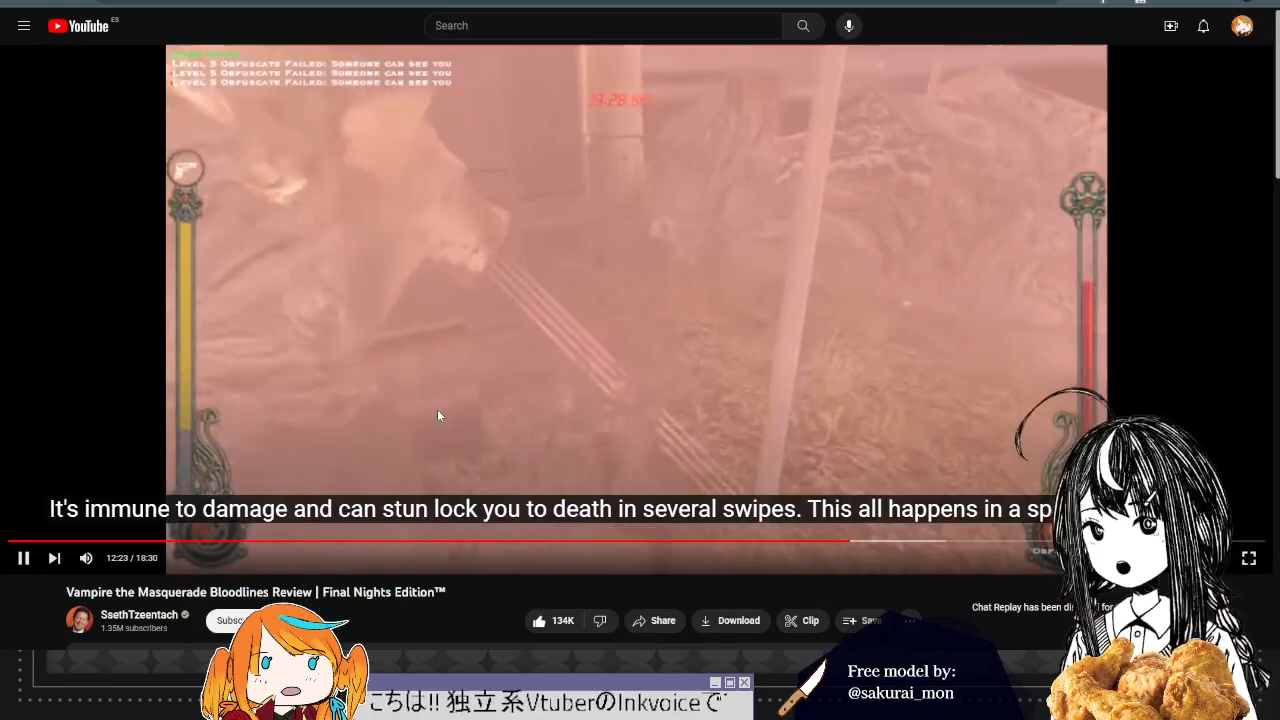 YouTube ES
Search
LEVEL 5 OBFUSCATE FAILED: SOMEONE CAN SEE YOU
LEVEL 5 OBFUSCATE FAILED: SOMEONE CAN SEE YOU
LEVEL 5 OBFUSCATE FAILED: SOMEONE CAN SEE YOU
It's immune to damage and can stun lock you to death in several swipes. This all happens in a sp
12:23 / 18:30
Vampire the Masquerade Bloodlines Review | Final Nights Edition™
SsethTzeentach
1.35M subscribers
Subsc
134K
Share
Download
Clip
Save
Chat Replay has been di
for
Free model by:
@sakurai_mon
こちは!! 独立系VtuberのInkvoiceで